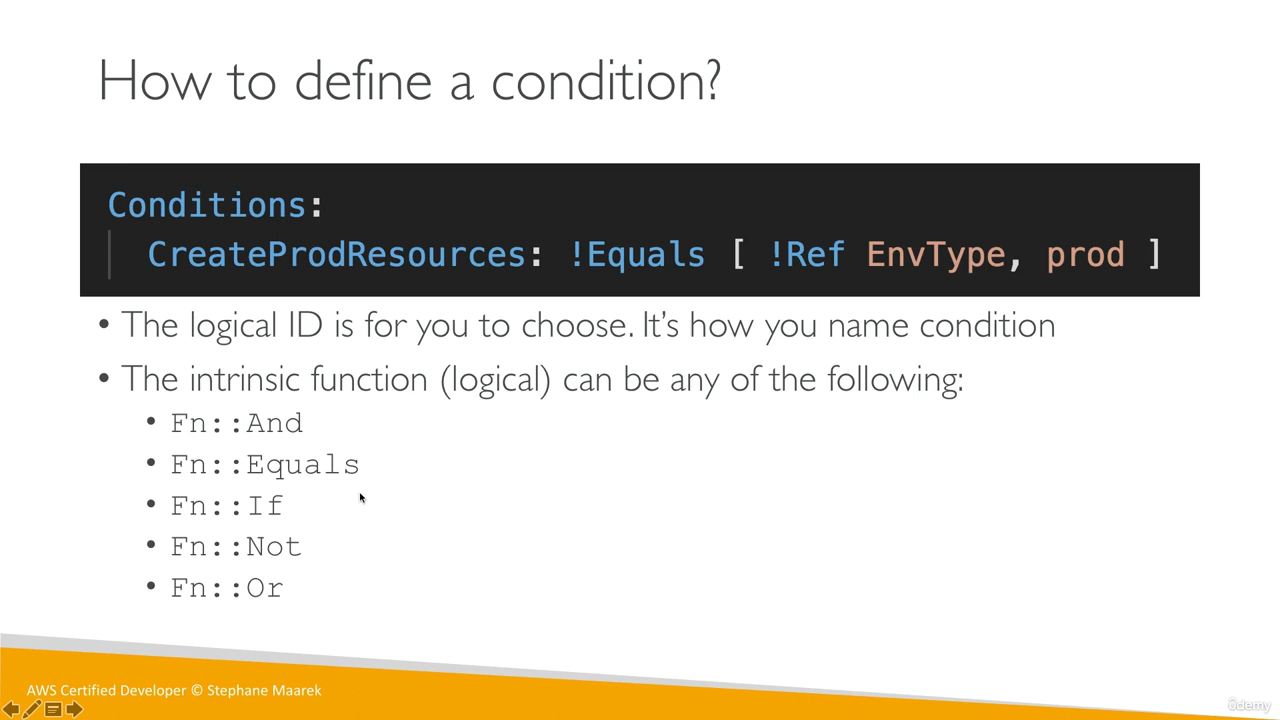 How to define a condition?
Conditions:
CreateProdResources: !Equals [ !Ref EnvType, prod ]
• The logical ID is for you to choose. It's how you name condition
• The intrinsic function (logical) can be any of the following:
• Fn::And
• Fn::Equals
• Fn::If
• Fn::Not
• Fn::Or
AWS Certified Developer © Stephane Maarek
ûdemy